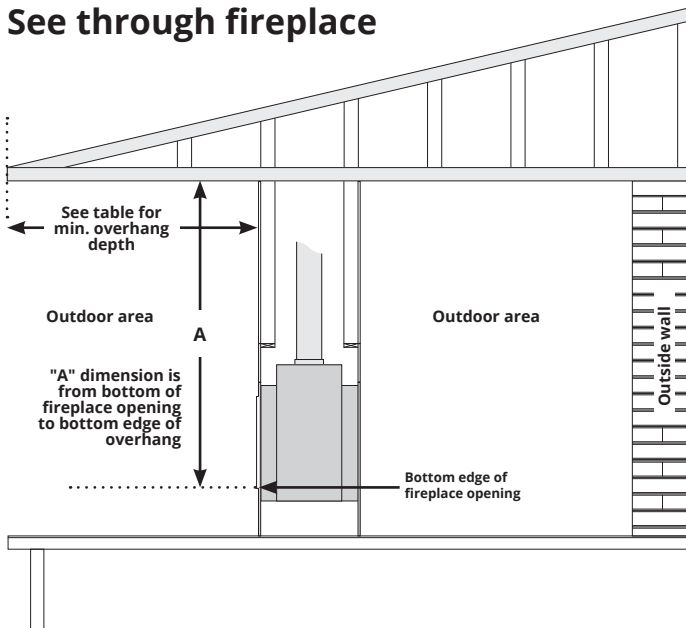 See through fireplace
See table for
min. overhang
depth
Outdoor area
A
Outdoor area
Outside wall
"A" dimension is
from bottom of
fireplace opening
to bottom edge of
overhang
Bottom edge of
fireplace opening